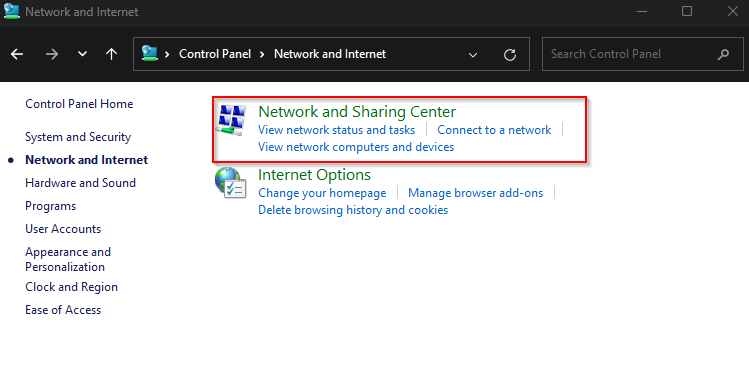 Network and Internet
Control Panel > Network and Internet
Search Control Panel
Control Panel Home
System and Security
Network and Internet
Hardware and Sound
Programs
User Accounts
Appearance and
Personalization
Clock and Region
Ease of Access
Network and Sharing Center
View network status and tasks | Connect to a network |
View network computers and devices
Internet Options
Change your homepage | Manage browser add-ons |
Delete browsing history and cookies